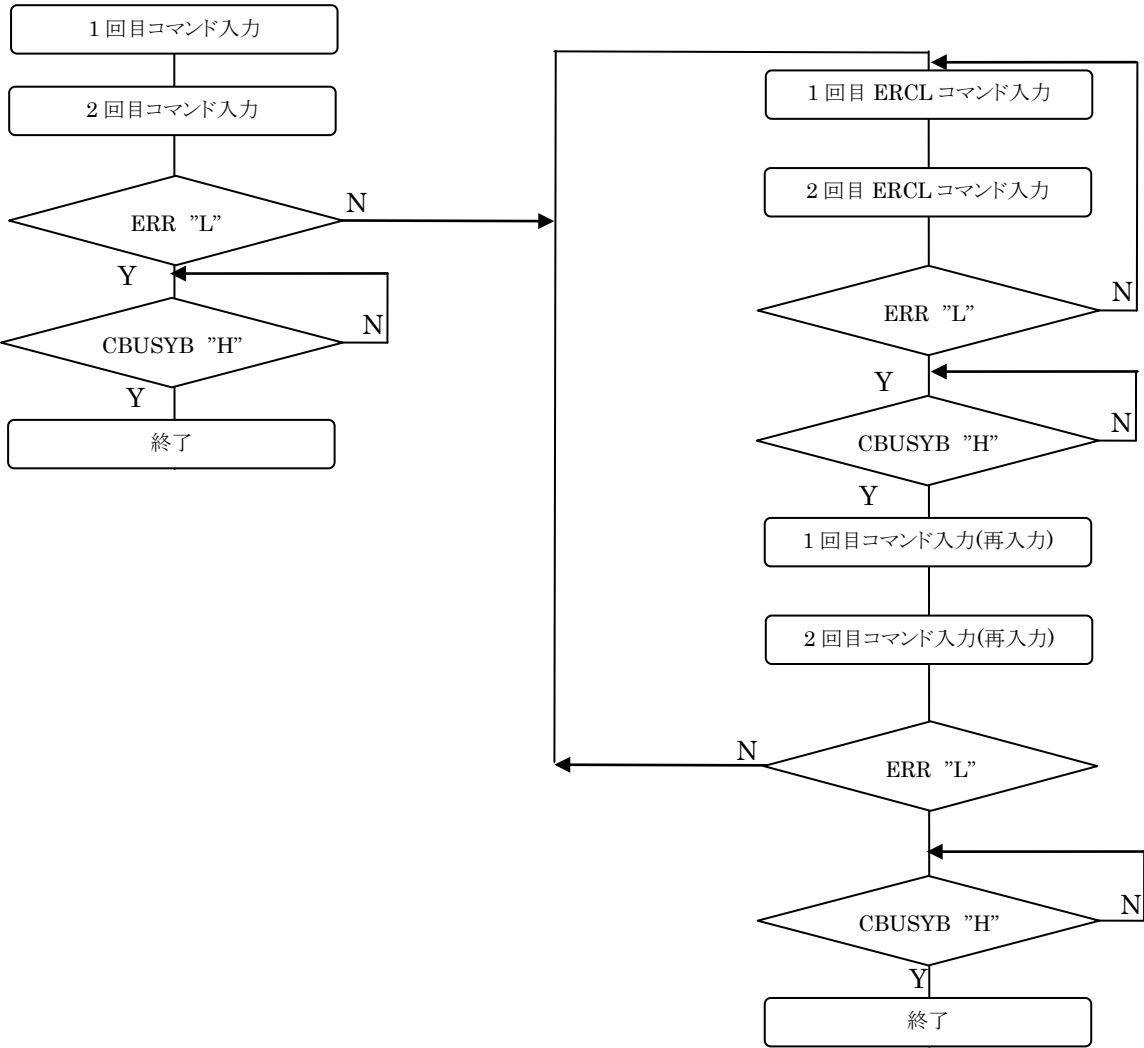 1 回目コマンド入力
2 回目コマンド入力
ERR ”L”
N
Y
CBUSYB ”H”
N
Y
終了
1 回目 ERCL コマンド入力
2 回目 ERCL コマンド入力
ERR ”L”
N
Y
CBUSYB ”H”
N
Y
1 回目コマンド入力(再入力)
2 回目コマンド入力(再入力)
N
ERR ”L”
CBUSYB ”H”
N
Y
終了